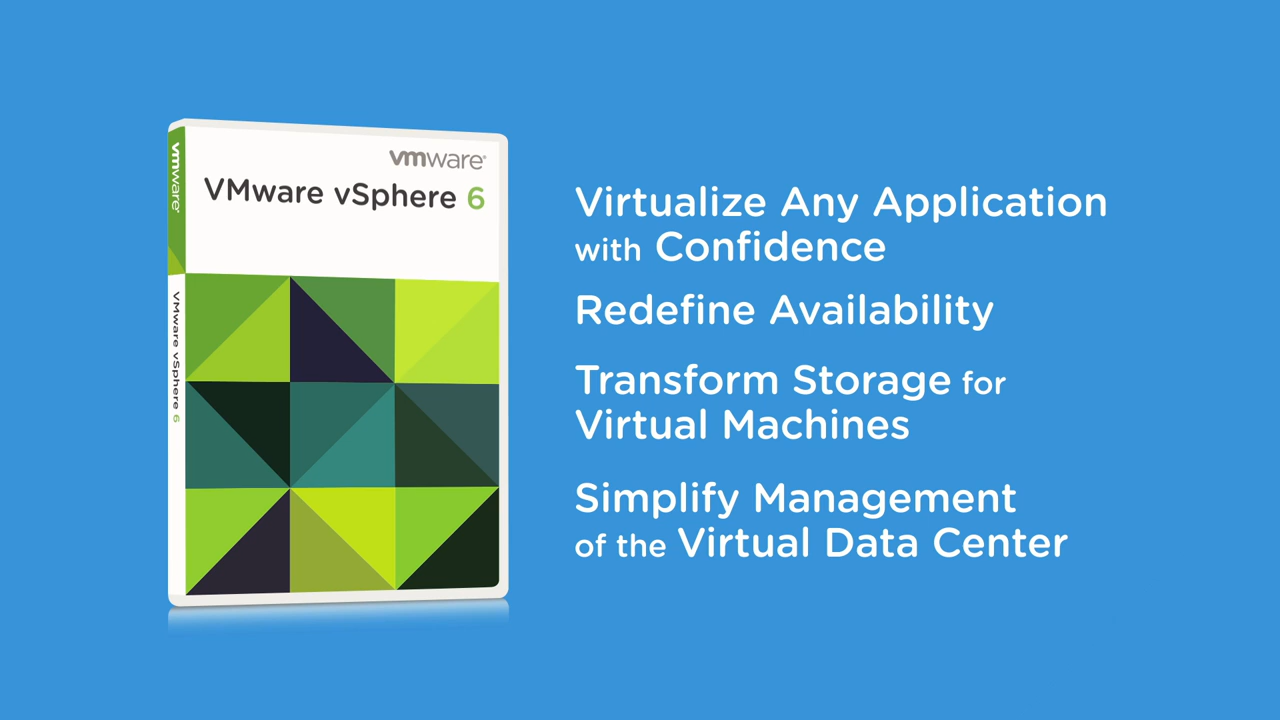 vmware
VMware vSphere 6
vmware
VMware vSphere 6
Virtualize Any Application
with Confidence
Redefine Availability
Transform Storage for
Virtual Machines
Simplify Management
of the Virtual Data Center